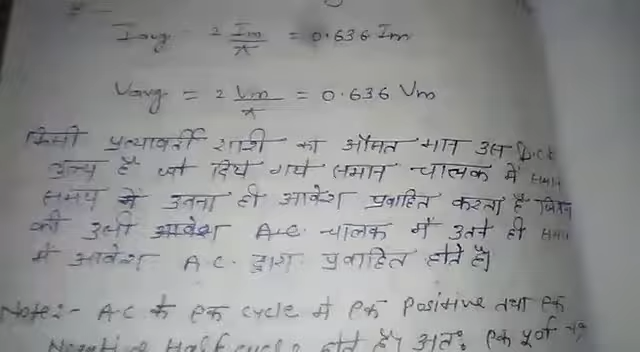 Iavg = 2 Im/π = 0.636 Im
Vavg = 2 Vm/π = 0.636 Vm
किसी प्रत्यावर्ती राशी का औसत मान उस D.C
है जो दिये गये समान चालक में समान
समय में उतना ही आवेश प्रवाहित करता है
की उसी आवेश A.C. चालक में उतने ही समान
में आवेश A.C. द्वारा प्रवाहित होते है।
Note:- A.C. के एक cycle मे एक Positive तथा एक
Negative Half cycle होते है। अतः एक पूर्ण